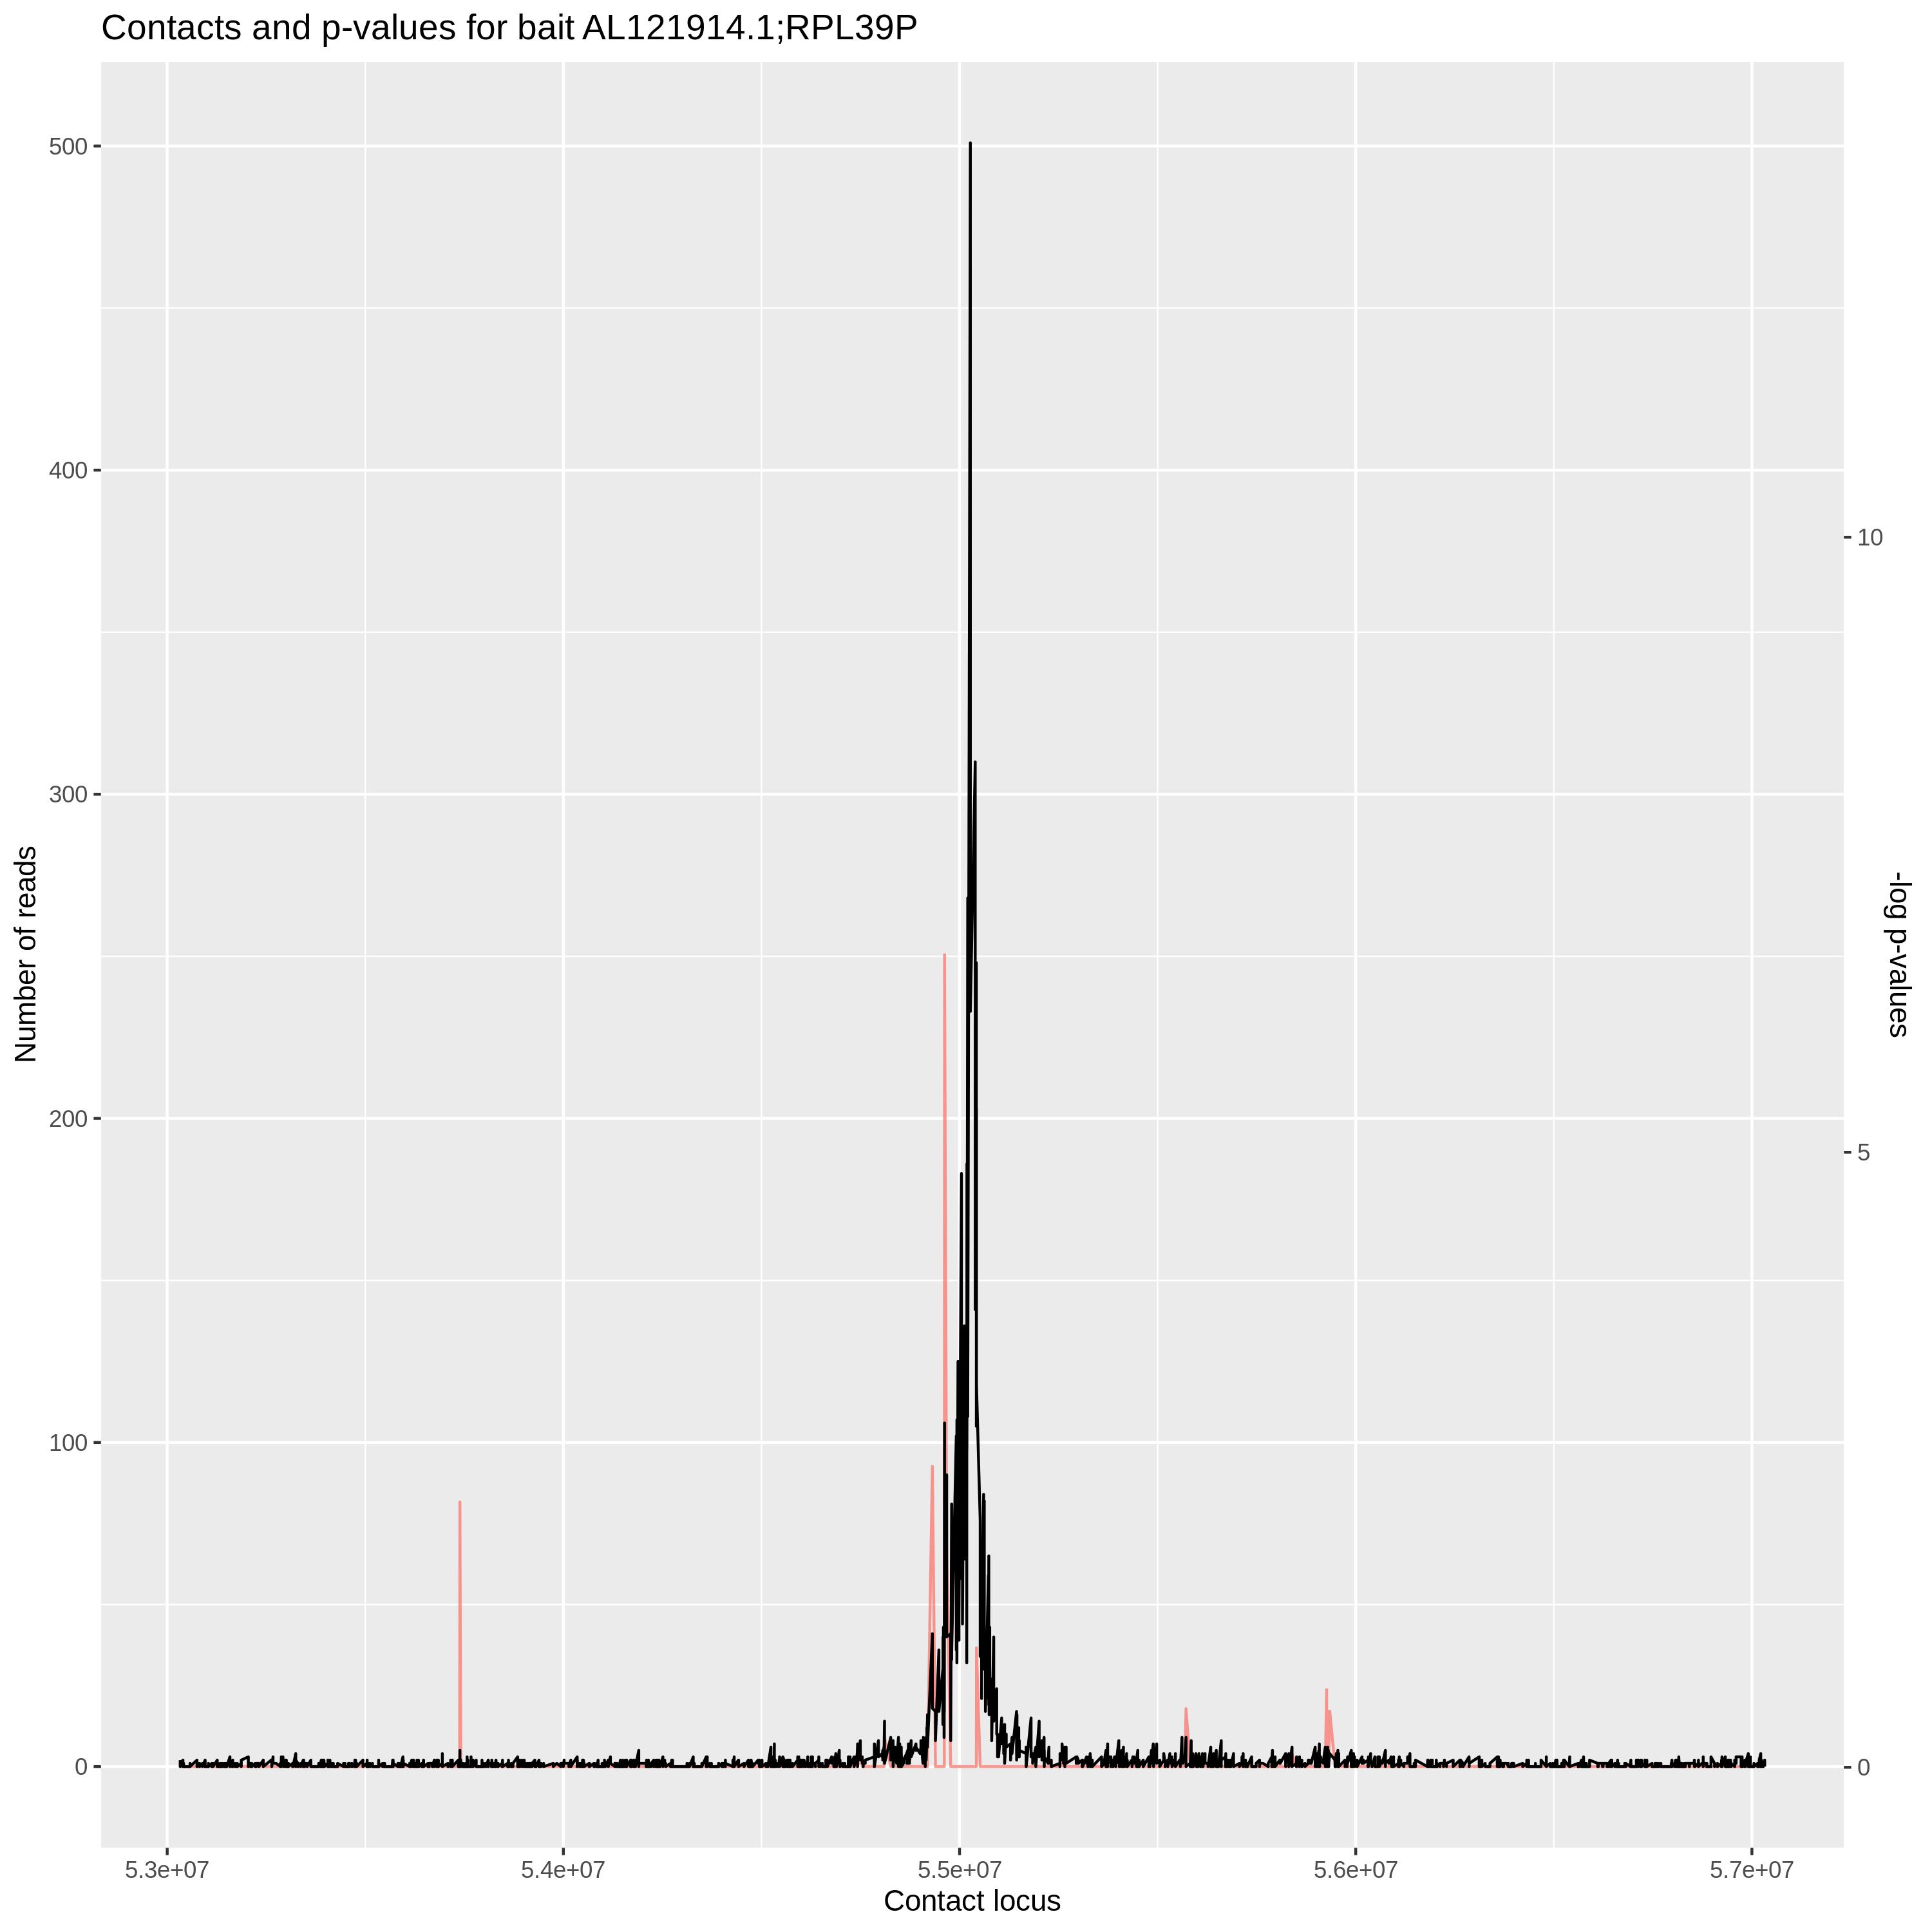 Contacts and p-values for bait AL121914.1;RPL39P
500
400
300
200
100
0
Number of reads
10
5
0
-log p-values
5.3e+07
5.4e+07
5.5e+07
5.6e+07
5.7e+07
Contact locus